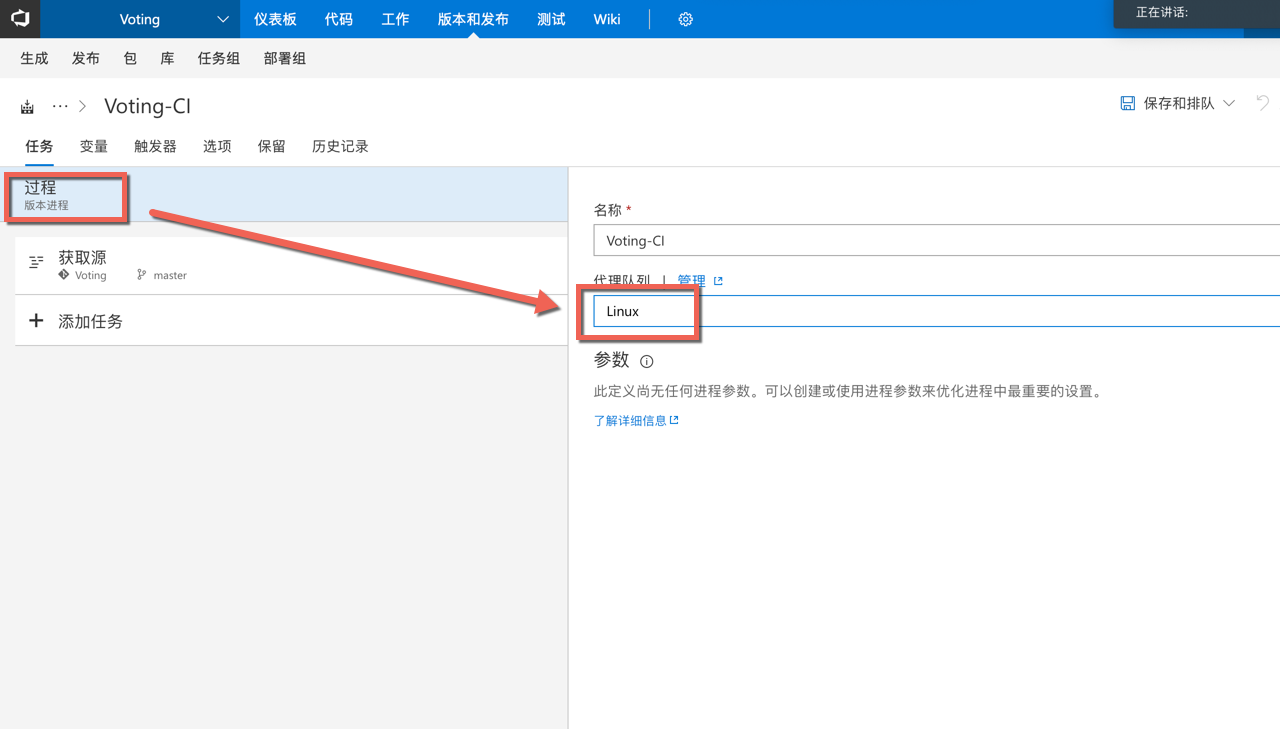 Voting 仪表板 代码 工作 版本和发布 测试 Wiki 正在讲话:
生成 发布 包 库 任务组 部署组
··· Voting-CI 保存和排队
任务 变量 触发器 选项 保留 历史记录
过程
版本进程
获取源
Voting master
添加任务
名称 *
Voting-CI
代理队列 | 管理
Linux
参数
此定义尚无任何进程参数。可以创建或使用进程参数来优化进程中最重要的设置。
了解详细信息